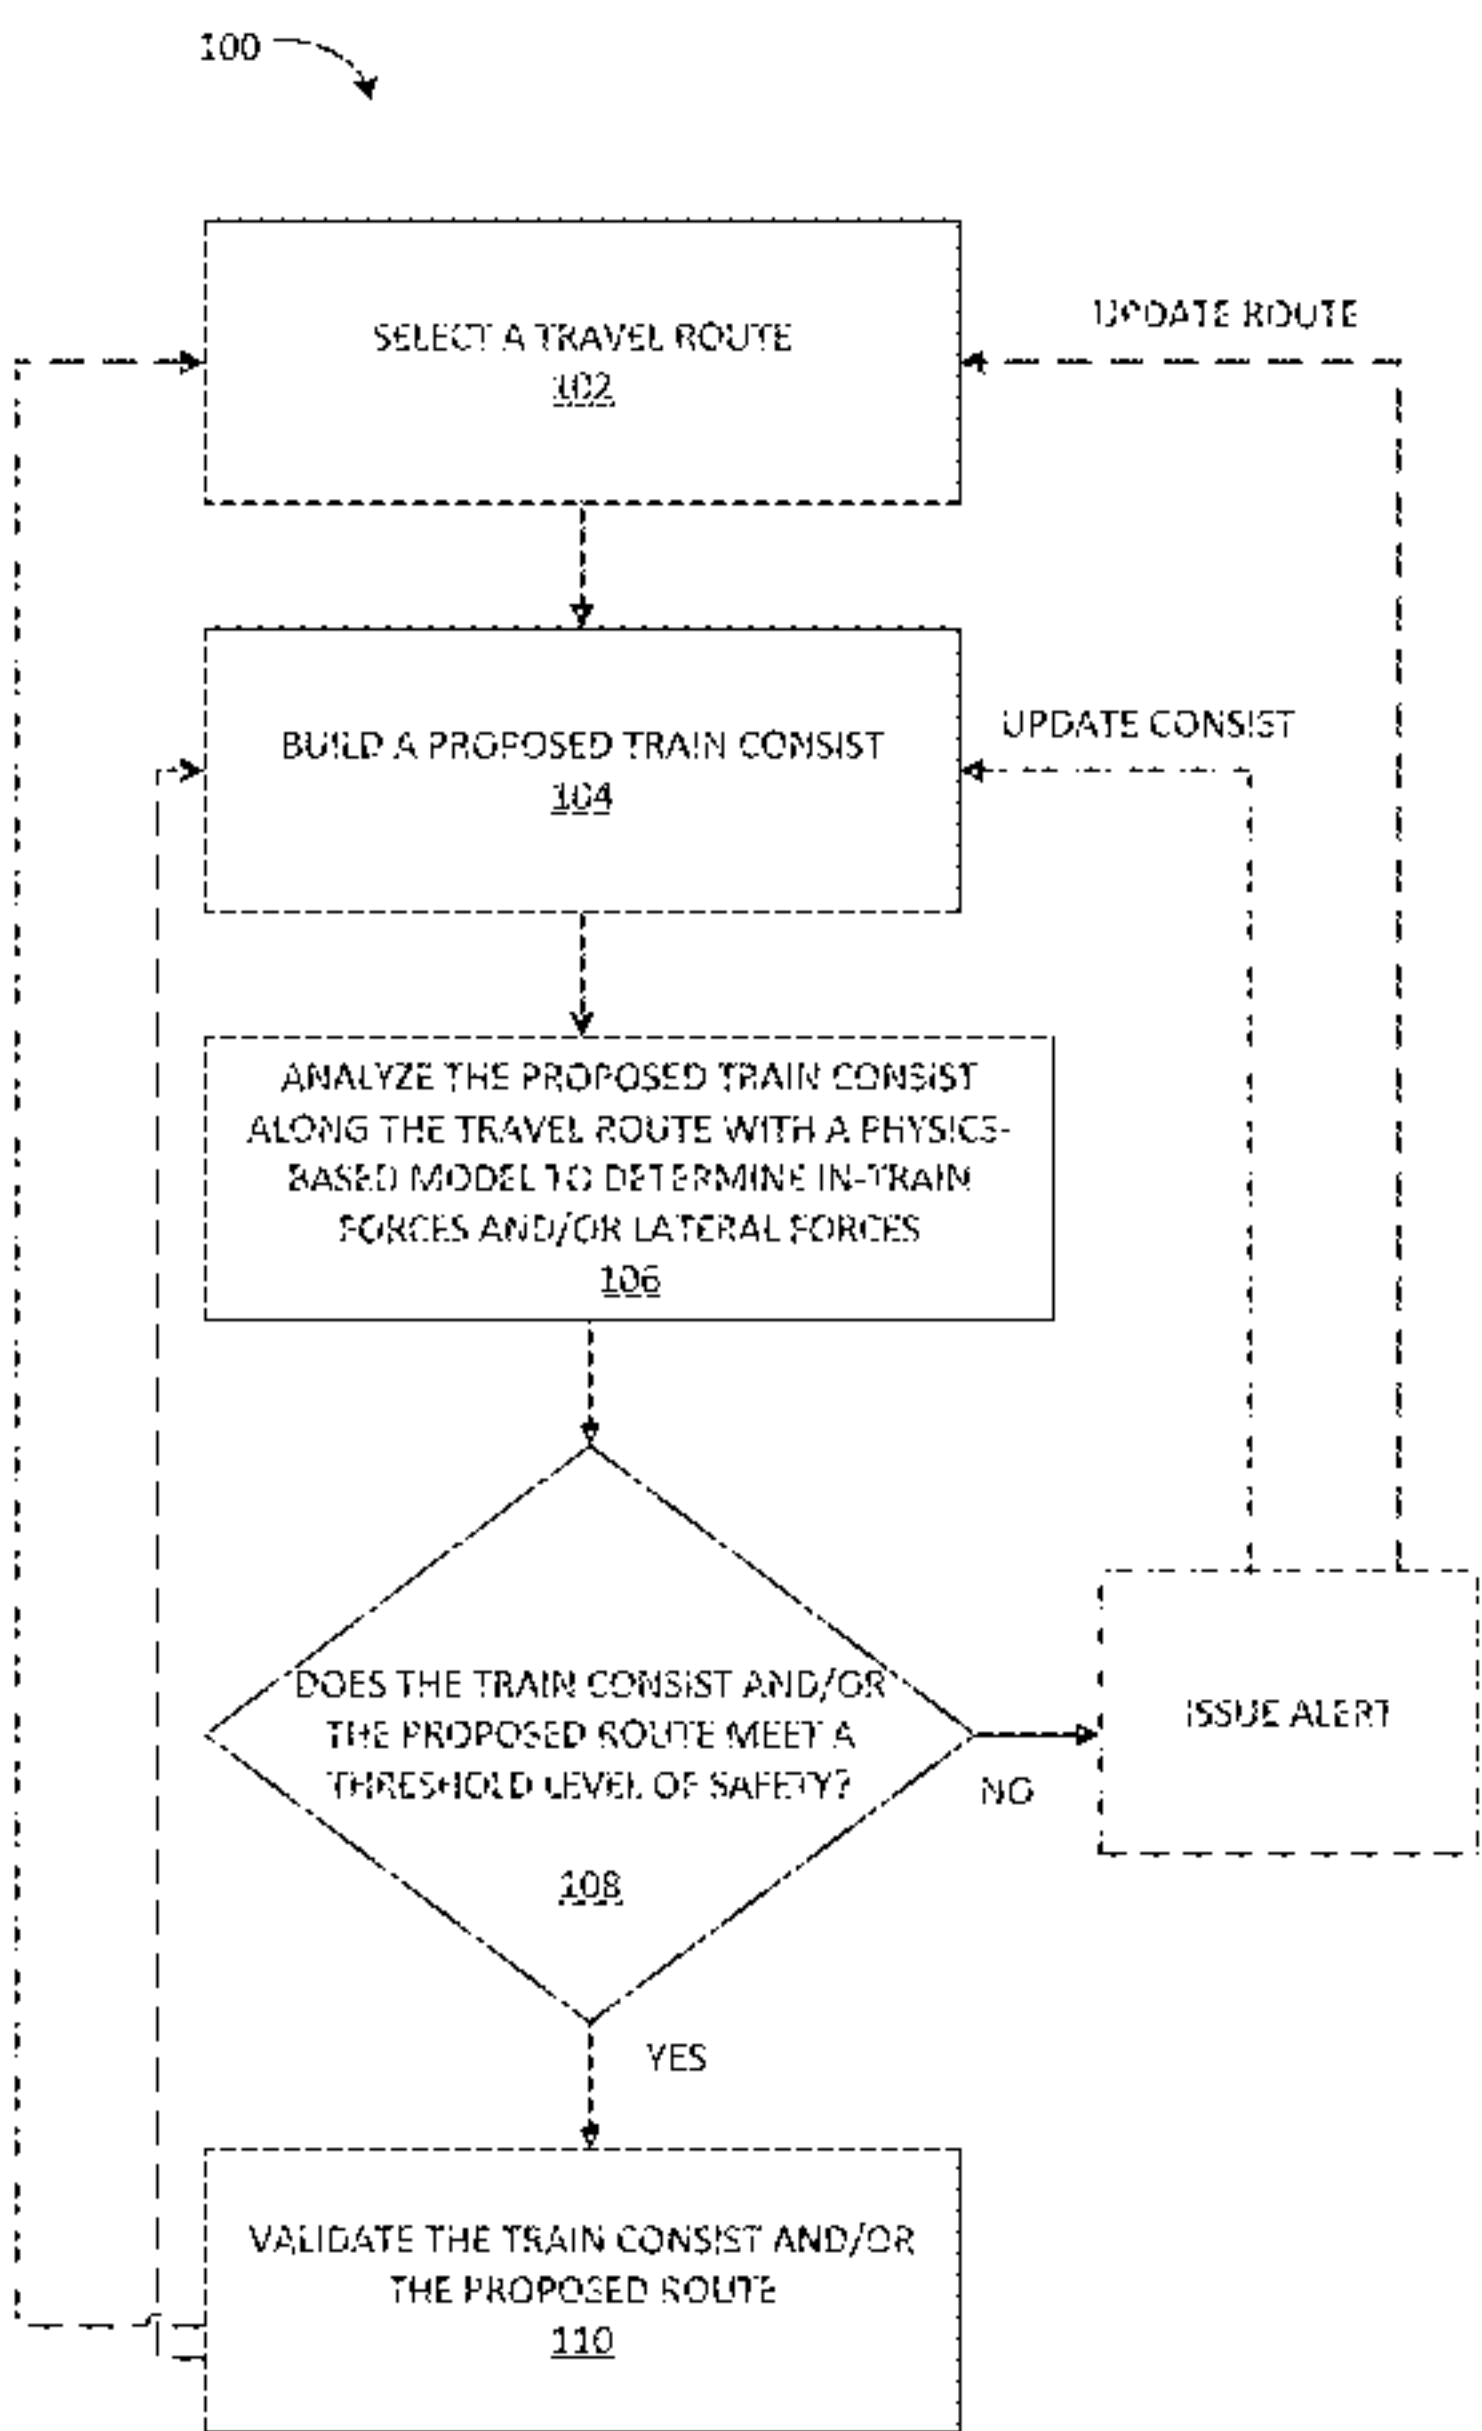 100
SELECT A TRAVEL ROUTE
102
UPDATE ROUTE
BUILD A PROPOSED TRAIN CONSIST
104
UPDATE CONSIST
ANALYZE THE PROPOSED TRAIN CONSIST
ALONG THE TRAVEL ROUTE WITH A PHYSICS-
BASED MODEL TO DETERMINE IN-TRAIN
FORCES AND/OR LATERAL FORCES
106
DOES THE TRAIN CONSIST AND/OR
THE PROPOSED ROUTE MEET A
THRESHOLD LEVEL OF SAFETY?
108
NO
ISSUE ALERT
YES
VALIDATE THE TRAIN CONSIST AND/OR
THE PROPOSED ROUTE
110